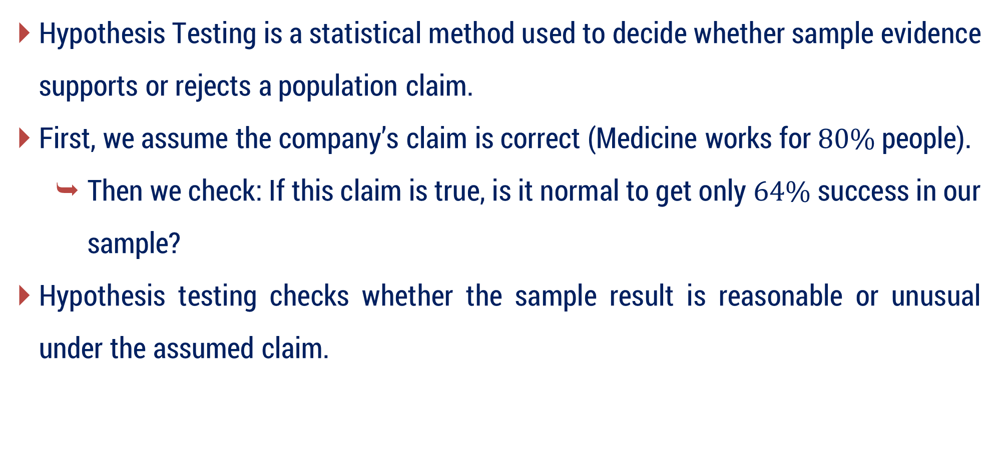 Hypothesis Testing is a statistical method used to decide whether sample evidence
supports or rejects a population claim.
First, we assume the company’s claim is correct (Medicine works for 80% people).
Then we check: If this claim is true, is it normal to get only 64% success in our
sample?
Hypothesis testing checks whether the sample result is reasonable or unusual
under the assumed claim.